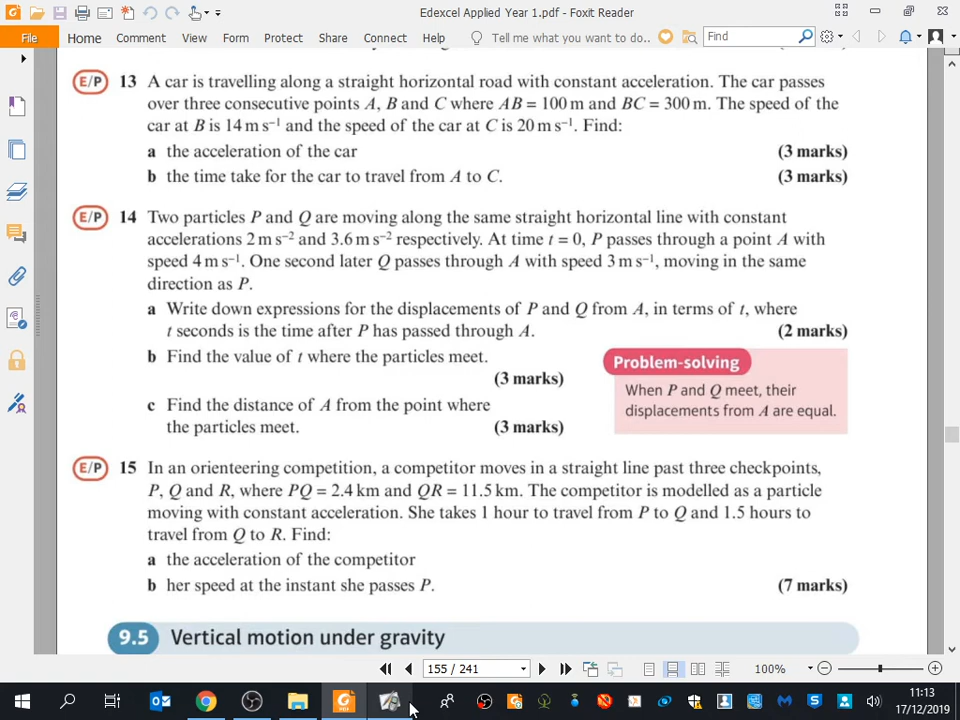 Edexcel Applied Year 1.pdf - Foxit Reader
File Home Comment View Form Protect Share Connect Help Tell me what you want to do.. Find
E/P 13 A car is travelling along a straight horizontal road with constant acceleration. The car passes
over three consecutive points A, B and C where AB = 100 m and BC = 300 m. The speed of the
car at B is 14 m s⁻¹ and the speed of the car at C is 20 m s⁻¹. Find:
a the acceleration of the car (3 marks)
b the time take for the car to travel from A to C. (3 marks)
E/P 14 Two particles P and Q are moving along the same straight horizontal line with constant
accelerations 2 m s⁻² and 3.6 m s⁻² respectively. At time t = 0, P passes through a point A with
speed 4 m s⁻¹. One second later Q passes through A with speed 3 m s⁻¹, moving in the same
direction as P.
a Write down expressions for the displacements of P and Q from A, in terms of t, where
t seconds is the time after P has passed through A. (2 marks)
b Find the value of t where the particles meet.
(3 marks)
c Find the distance of A from the point where
the particles meet. (3 marks)
Problem-solving
When P and Q meet, their
displacements from A are equal.
E/P 15 In an orienteering competition, a competitor moves in a straight line past three checkpoints,
P, Q and R, where PQ = 2.4 km and QR = 11.5 km. The competitor is modelled as a particle
moving with constant acceleration. She takes 1 hour to travel from P to Q and 1.5 hours to
travel from Q to R. Find:
a the acceleration of the competitor
b her speed at the instant she passes P. (7 marks)
9.5 Vertical motion under gravity
155 / 241 100%
11:13
17/12/2019